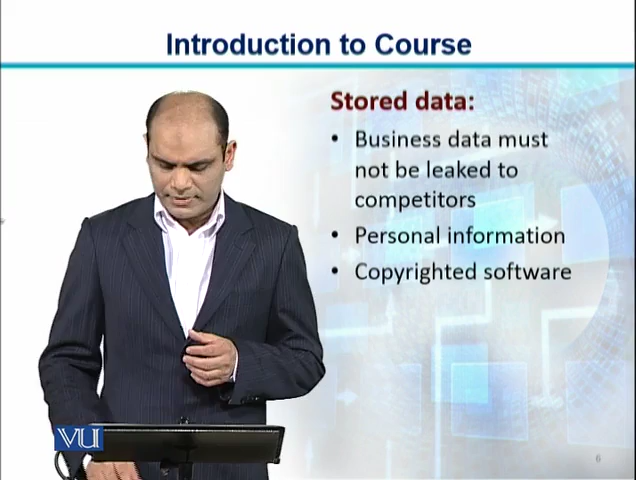 Introduction to Course
Stored data:
• Business data must
not be leaked to
competitors
• Personal information
• Copyrighted software
VU
6